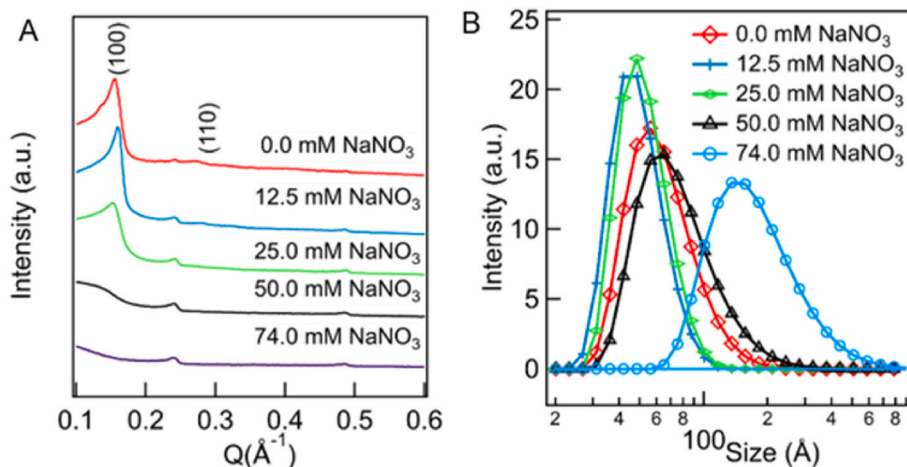 A
Intensity (a.u.)
(100)
(110)
0.0 mM NaNO₃
12.5 mM NaNO₃
25.0 mM NaNO₃
50.0 mM NaNO₃
74.0 mM NaNO₃
0.1 0.2 0.3 0.4 0.5 0.6
Q(Å⁻¹)
B
Intensity (a.u.)
25
20
15
10
5
0
0.0 mM NaNO₃
12.5 mM NaNO₃
25.0 mM NaNO₃
50.0 mM NaNO₃
74.0 mM NaNO₃
2 4 6 8 100 2 4 6 8
Size (Å)